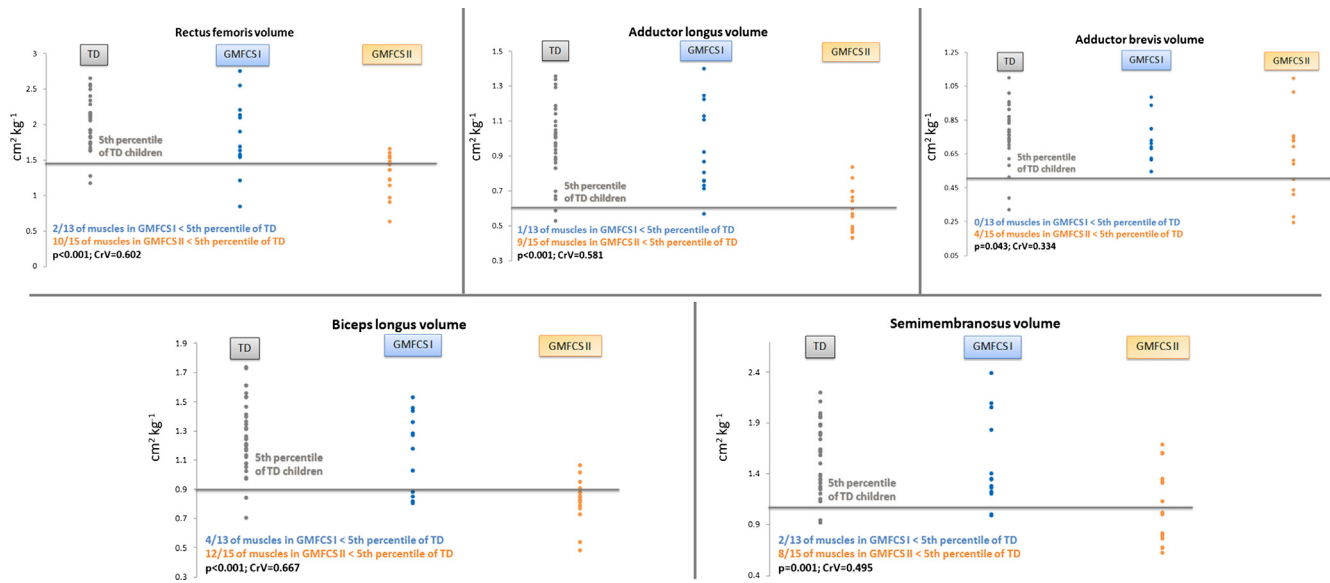 Rectus femoris volume
TD
GMFCS I
GMFCS II
cm² kg⁻¹
3
2.5
2
1.5
1
0.5
0
5th percentile
of TD children
2/13 of muscles in GMFCS I < 5th percentile of TD
10/15 of muscles in GMFCS II < 5th percentile of TD
p<0.001; CrV=0.602
Adductor longus volume
TD
GMFCS I
GMFCS II
cm² kg⁻¹
1.5
1.3
1.1
0.9
0.7
0.5
0.3
5th percentile
of TD children
1/13 of muscles in GMFCS I < 5th percentile of TD
9/15 of muscles in GMFCS II < 5th percentile of TD
p<0.001; CrV=0.581
Adductor brevis volume
TD
GMFCS I
GMFCS II
cm² kg⁻¹
1.25
1.05
0.85
0.65
0.45
0.25
0.05
5th percentile
of TD children
0/13 of muscles in GMFCS I < 5th percentile of TD
4/15 of muscles in GMFCS II < 5th percentile of TD
p=0.043; CrV=0.334
Biceps longus volume
TD
GMFCS I
GMFCS II
cm² kg⁻¹
1.9
1.7
1.5
1.3
1.1
0.9
0.7
0.5
0.3
5th percentile
of TD children
4/13 of muscles in GMFCS I < 5th percentile of TD
12/15 of muscles in GMFCS II < 5th percentile of TD
p<0.001; CrV=0.667
Semimembranosus volume
TD
GMFCS I
GMFCS II
cm² kg⁻¹
2.4
1.9
1.4
0.9
0.4
5th percentile
of TD children
2/13 of muscles in GMFCS I < 5th percentile of TD
8/15 of muscles in GMFCS II < 5th percentile of TD
p=0.001; CrV=0.495